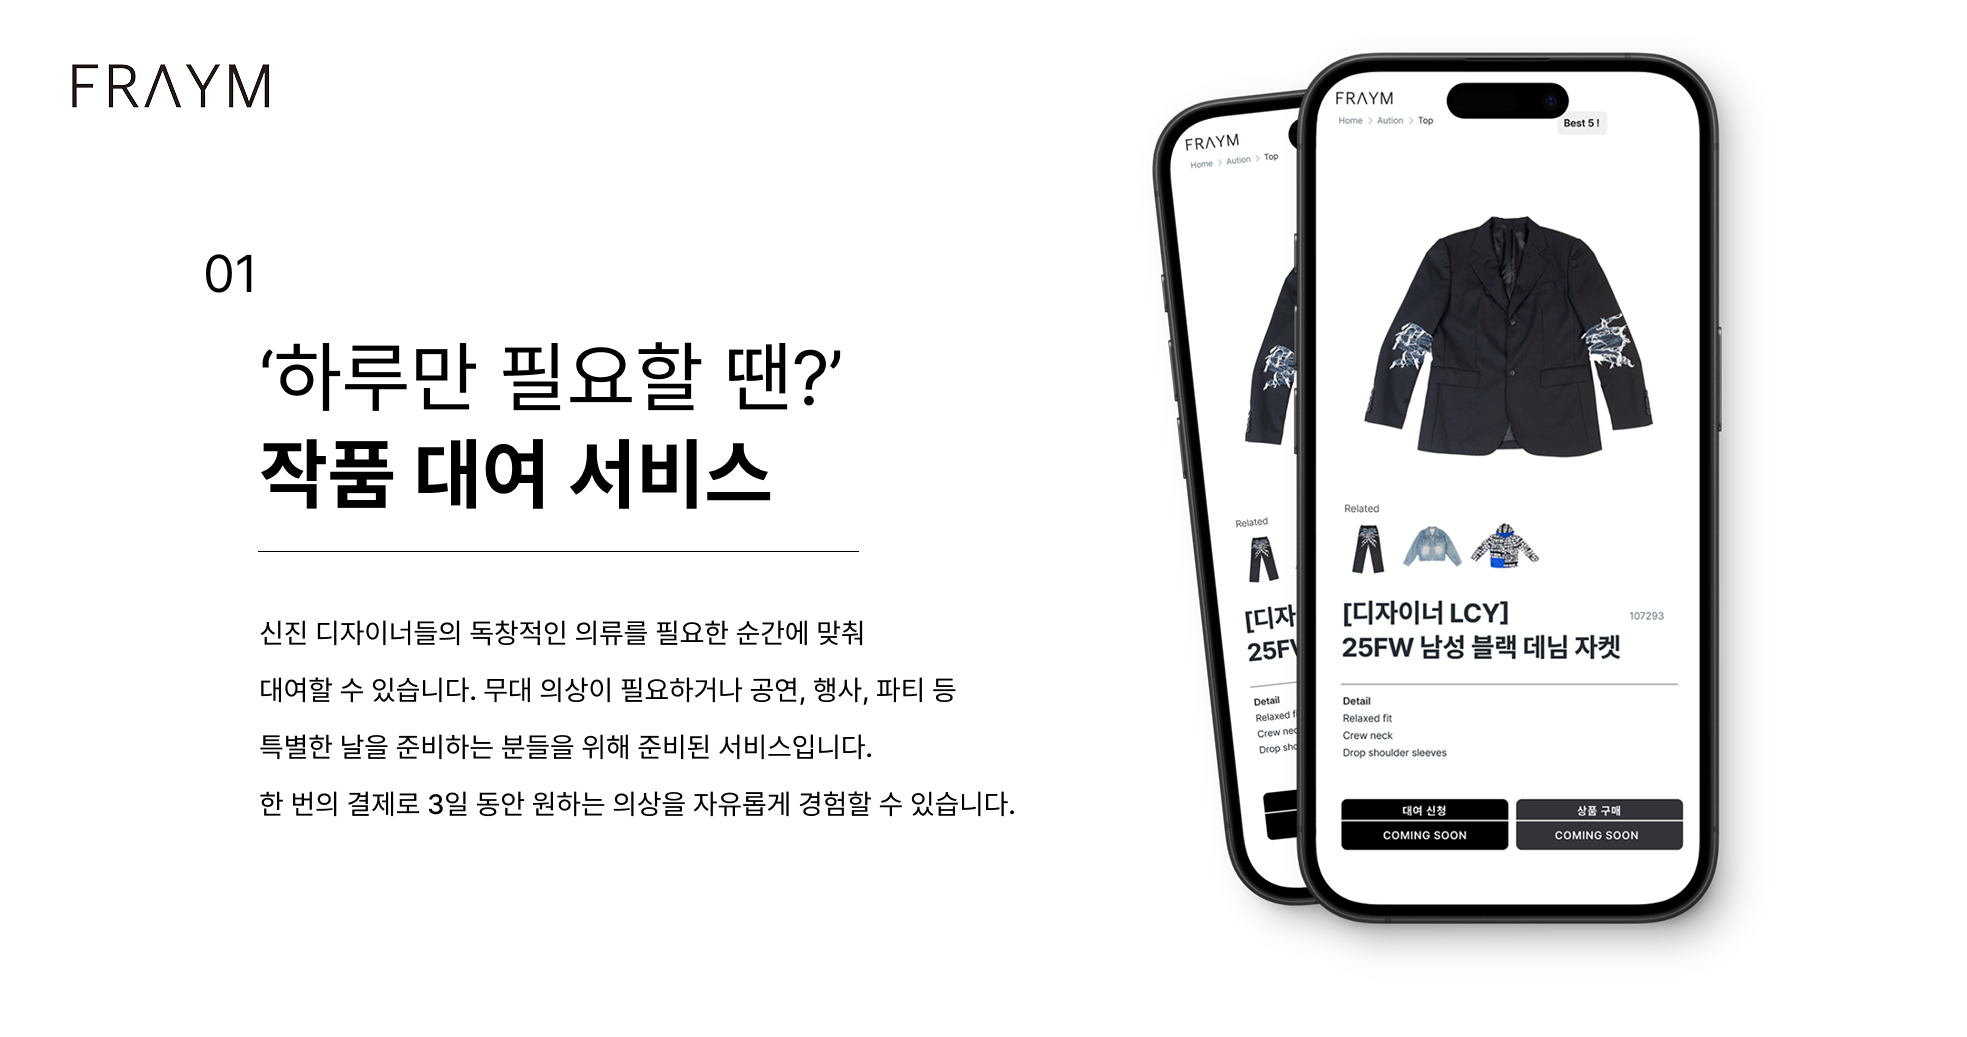 FRAYM
01
‘하루만 필요할 땐?’
작품 대여 서비스
신진 디자이너들의 독창적인 의류를 필요한 순간에 맞춰
대여할 수 있습니다. 무대 의상이 필요하거나 공연, 행사, 파티 등
특별한 날을 준비하는 분들을 위해 준비된 서비스입니다.
한 번의 결제로 3일 동안 원하는 의상을 자유롭게 경험할 수 있습니다.
FRAYM
Home > Aution > Top
Related
[디자
25FW
Detail
Relaxed f
Crew nec
Drop sho
FRAYM
Home > Aution > Top
Best 5 !
Related
[디자이너 LCY]
107293
25FW 남성 블랙 데님 자켓
Detail
Relaxed fit
Crew neck
Drop shoulder sleeves
대여 신청
COMING SOON
상품 구매
COMING SOON